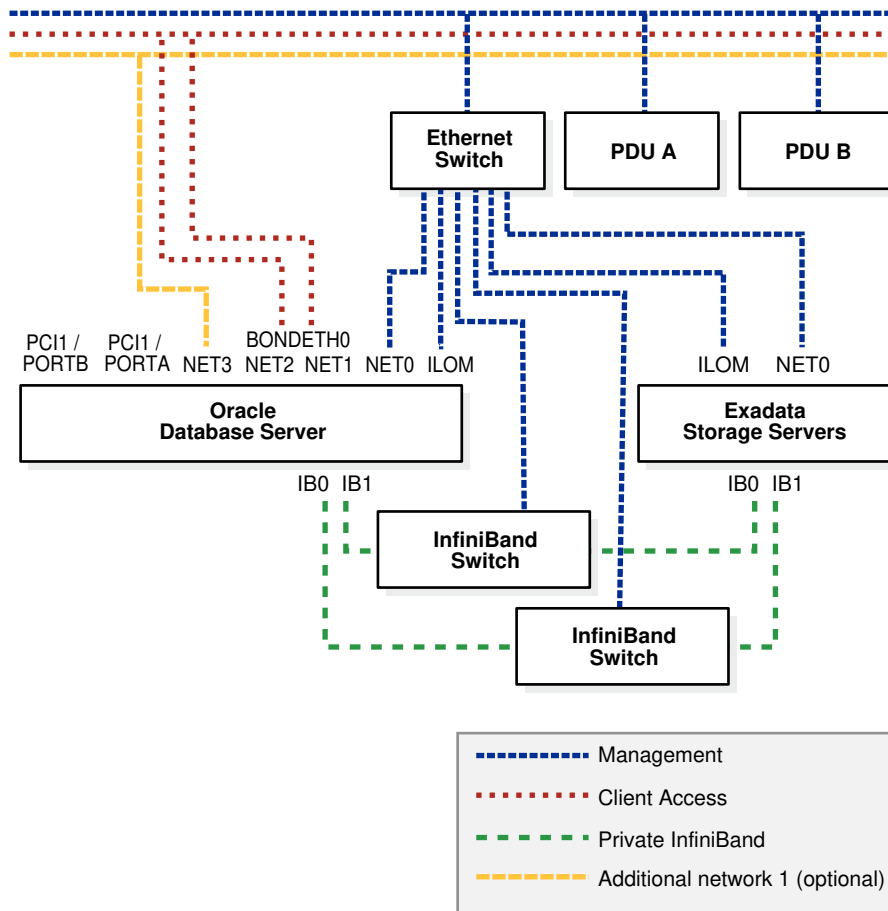 Ethernet
Switch
PDU A
PDU B
PCI1 /
PORTB
PCI1 /
PORTA
NET3
BONDETH0
NET2
NET1
NET0
ILOM
ILOM
NET0
Oracle
Database Server
Exadata
Storage Servers
IB0
IB1
IB0
IB1
InfiniBand
Switch
InfiniBand
Switch
Management
Client Access
Private InfiniBand
Additional network 1 (optional)